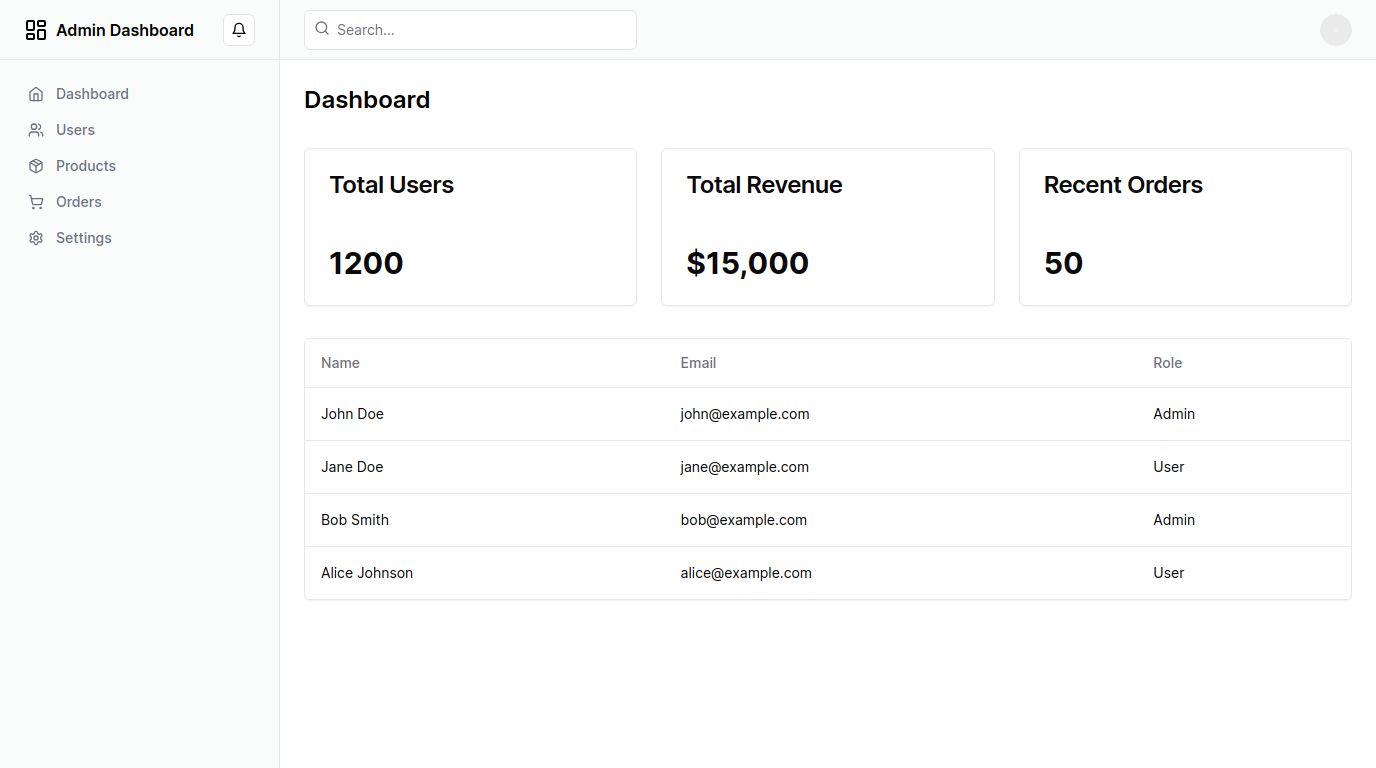 Admin Dashboard
Search...
Dashboard
Users
Products
Orders
Settings
Dashboard
Total Users
1200
Total Revenue
$15,000
Recent Orders
50
Name Email Role
John Doe john@example.com Admin
Jane Doe jane@example.com User
Bob Smith bob@example.com Admin
Alice Johnson alice@example.com User